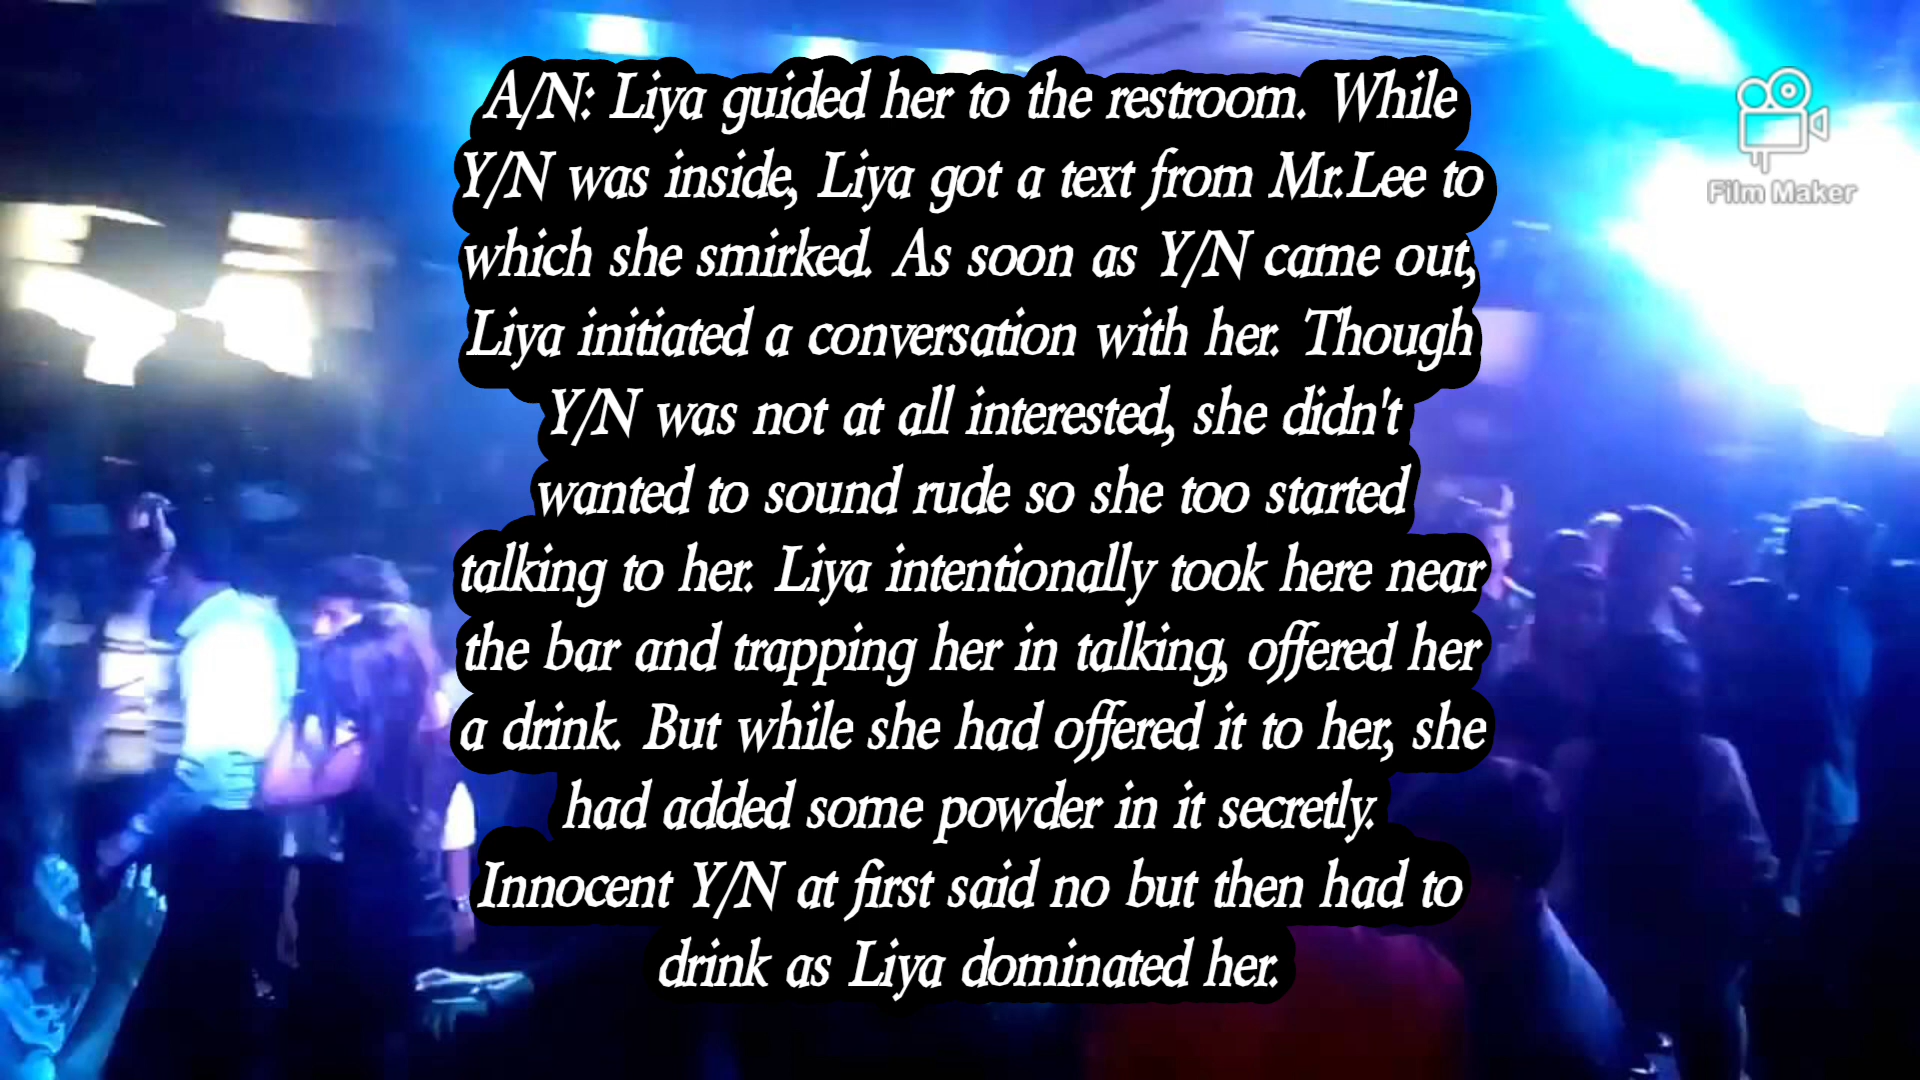 A/N: Liya guided her to the restroom. While
Y/N was inside, Liya got a text from Mr.Lee to
which she smirked. As soon as Y/N came out,
Liya initiated a conversation with her. Though
Y/N was not at all interested, she didn't
wanted to sound rude so she too started
talking to her. Liya intentionally took here near
the bar and trapping her in talking, offered her
a drink. But while she had offered it to her, she
had added some powder in it secretly.
Innocent Y/N at first said no but then had to
drink as Liya dominated her.
Film Maker